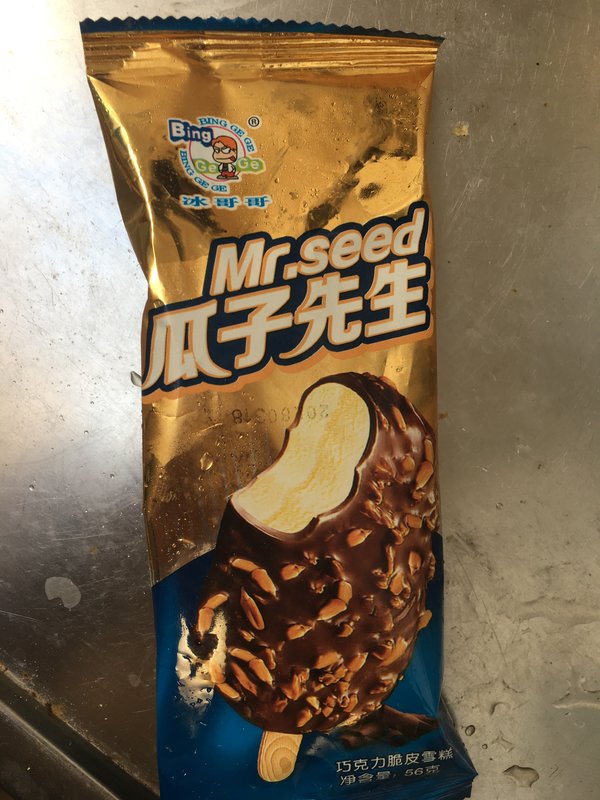 BING GE GE ®
Bing
Ge Ge
BING GE GE
冰哥哥
Mr.seed
瓜子先生
巧克力脆皮雪糕
净含量: 56克